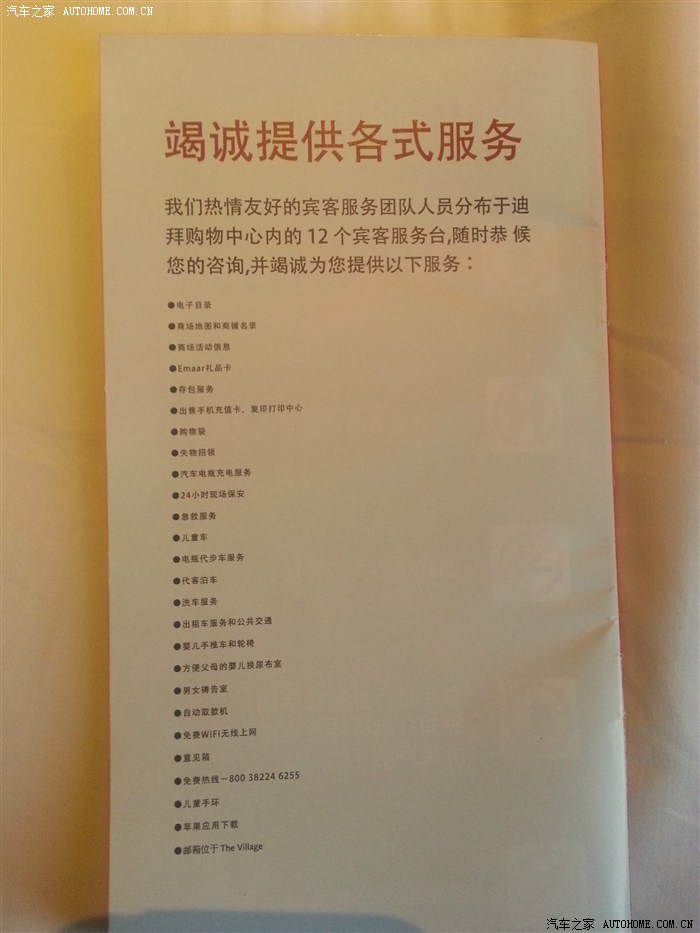 汽车之家 AUTOHOME.COM.CN
竭诚提供各式服务
我们热情友好的宾客服务团队人员分布于迪
拜购物中心内的 12 个宾客服务台,随时恭 候
您的咨询,并竭诚为您提供以下服务：
●电子目录
●商场地图和商铺名录
●商场活动信息
●Emaar礼品卡
●存包服务
●出售手机充值卡、复印打印中心
●购物袋
●失物招领
●汽车电瓶充电服务
●24小时现场保安
●急救服务
●儿童车
●电瓶代步车服务
●代客泊车
●洗车服务
●出租车服务和公共交通
●婴儿手推车和轮椅
●方便父母的婴儿换尿布室
●男女祷告室
●自动取款机
●免费WiFi无线上网
●意见箱
●免费热线－800 38224 6255
●儿童手环
●苹果应用下载
●邮箱位于 The Village
汽车之家 AUTOHOME.COM.CN